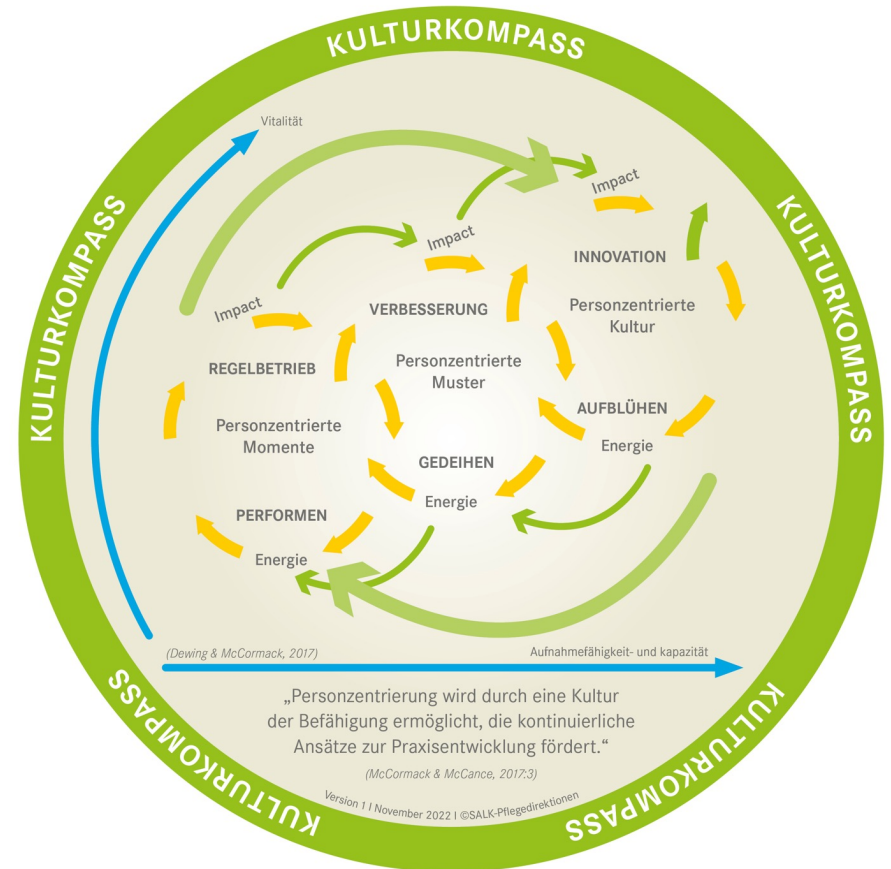 KULTURKOMPASS
KULTURKOMPASS
KULTURKOMPASS
Vitalität
Impact
INNOVATION
Personzentrierte
Kultur
Impact
VERBESSERUNG
Personzentrierte
Muster
Impact
REGELBETRIEB
Personzentrierte
Momente
AUFBLÜHEN
Energie
GEDEIHEN
Energie
PERFORMEN
Energie
(Dewing & McCormack, 2017)
Aufnahmefähigkeit- und kapazität
„Personzentrierung wird durch eine Kultur
der Befähigung ermöglicht, die kontinuierliche
Ansätze zur Praxisentwicklung fördert.“
(McCormack & McCance, 2017:3)
Version 1 I November 2022 I ©SALK-Pflegedirektionen
KULTURKOMPASS
KULTURKOMPASS